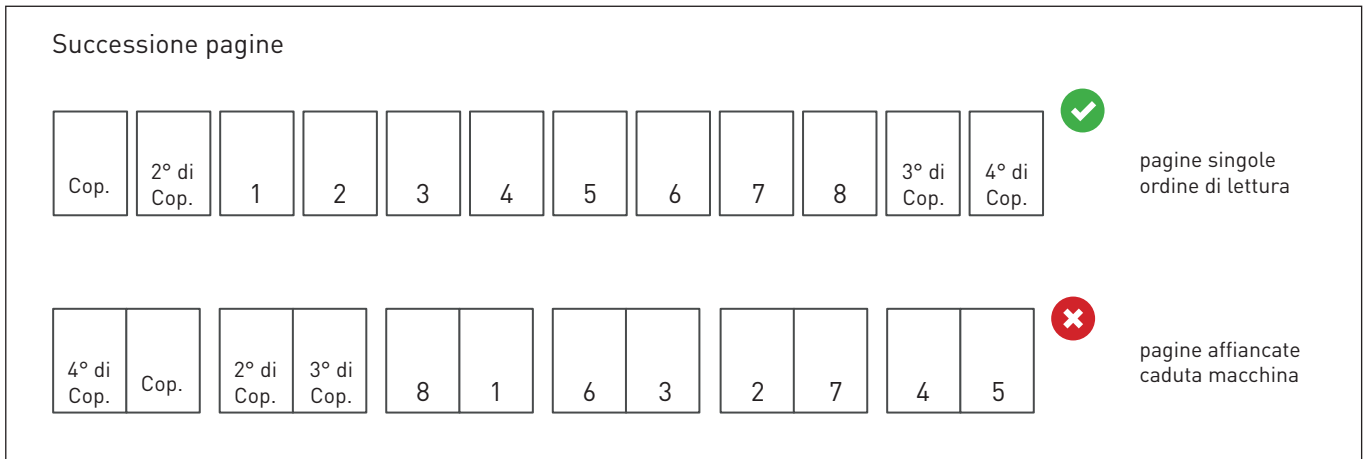 Successione pagine
Cop.
2° di
Cop.
1
2
3
4
5
6
7
8
3° di
Cop.
4° di
Cop.
pagine singole
ordine di lettura
4° di
Cop.
Cop.
2° di
Cop.
3° di
Cop.
8
1
6
3
2
7
4
5
pagine affiancate
caduta macchina